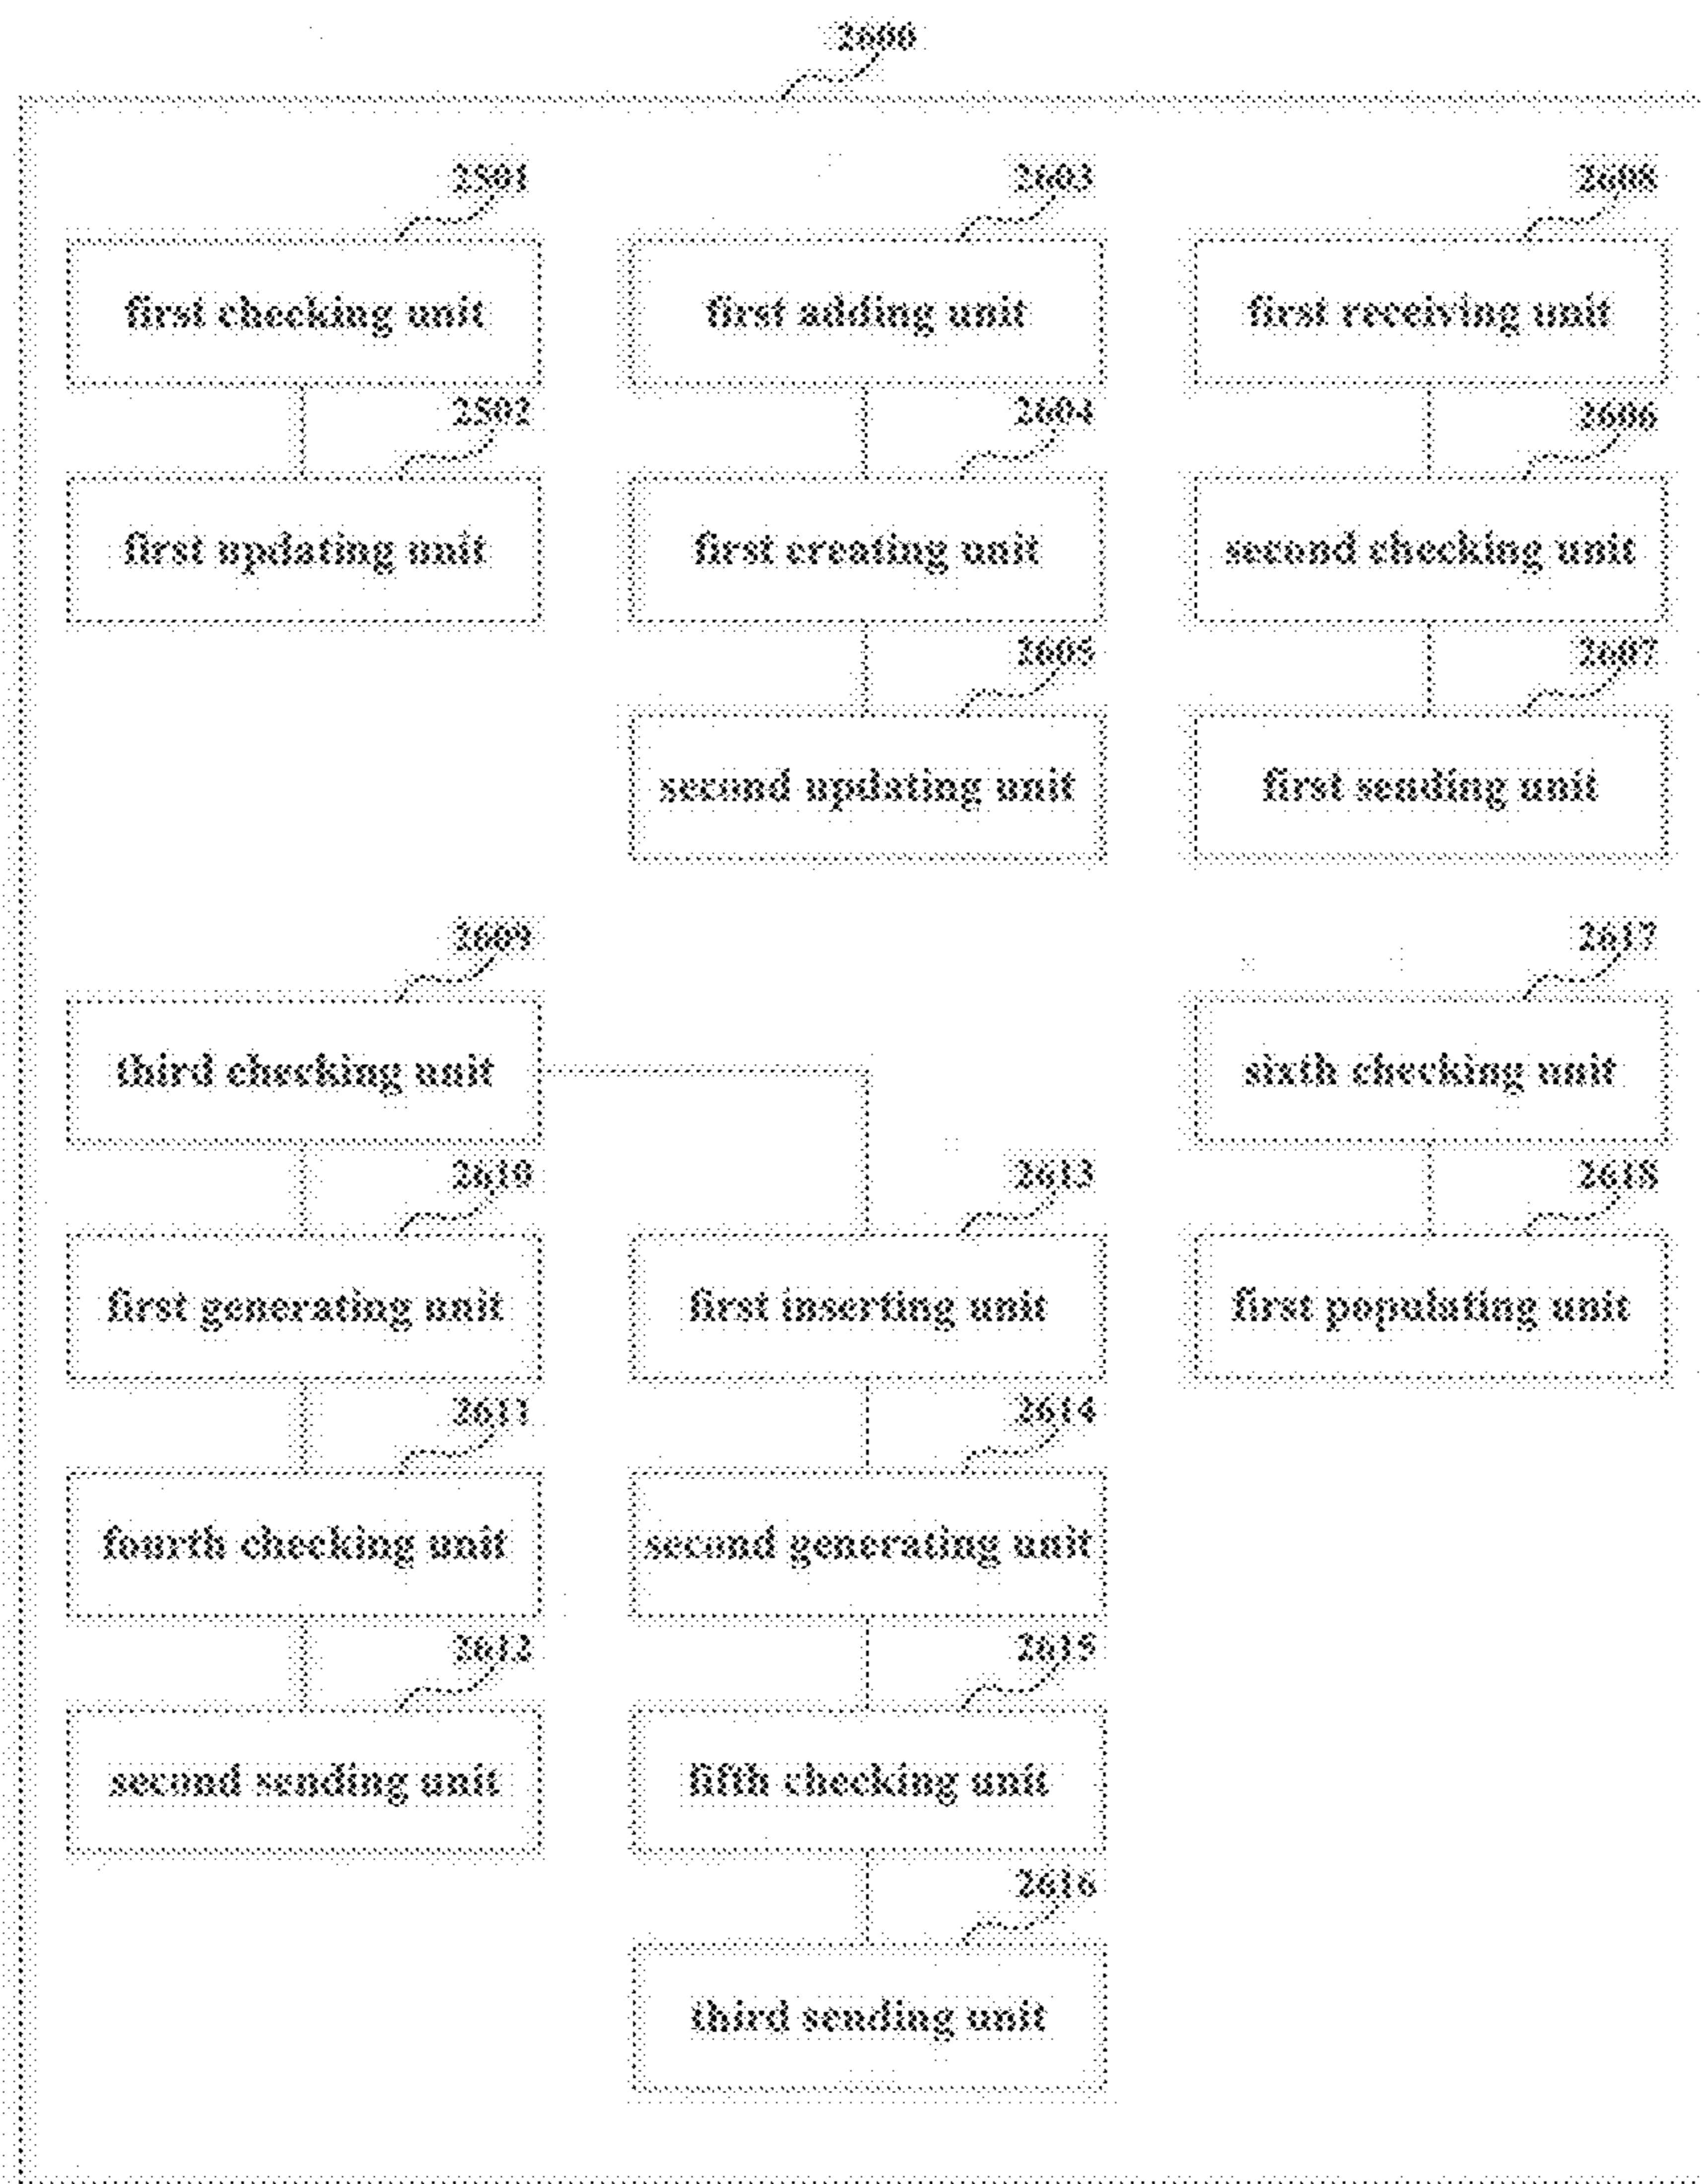 2600
2501
2603
2608
first checking unit
first adding unit
first receiving unit
2502
2604
2606
first updating unit
first creating unit
second checking unit
2605
2607
second updating unit
first sending unit
2609
2617
third checking unit
sixth checking unit
2610
2613
2618
first generating unit
first inserting unit
first populating unit
2611
2614
fourth checking unit
second generating unit
2612
2615
second sending unit
fifth checking unit
2616
third sending unit